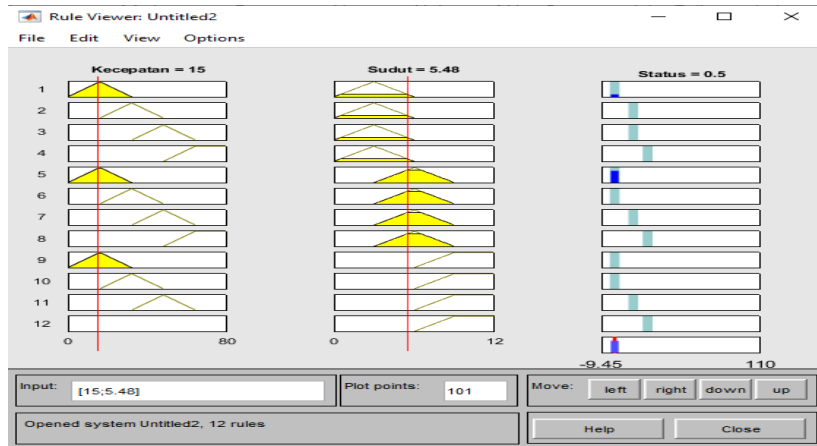 Rule Viewer: Untitled2
File Edit View Options
Kecepatan = 15 Sudut = 5.48 Status = 0.5
1
2
3
4
5
6
7
8
9
10
11
12
0 80 0 12
-9.45 110
Input: [15;5.48] Plot points: 101 Move: left right down up
Opened system Untitled2, 12 rules Help Close